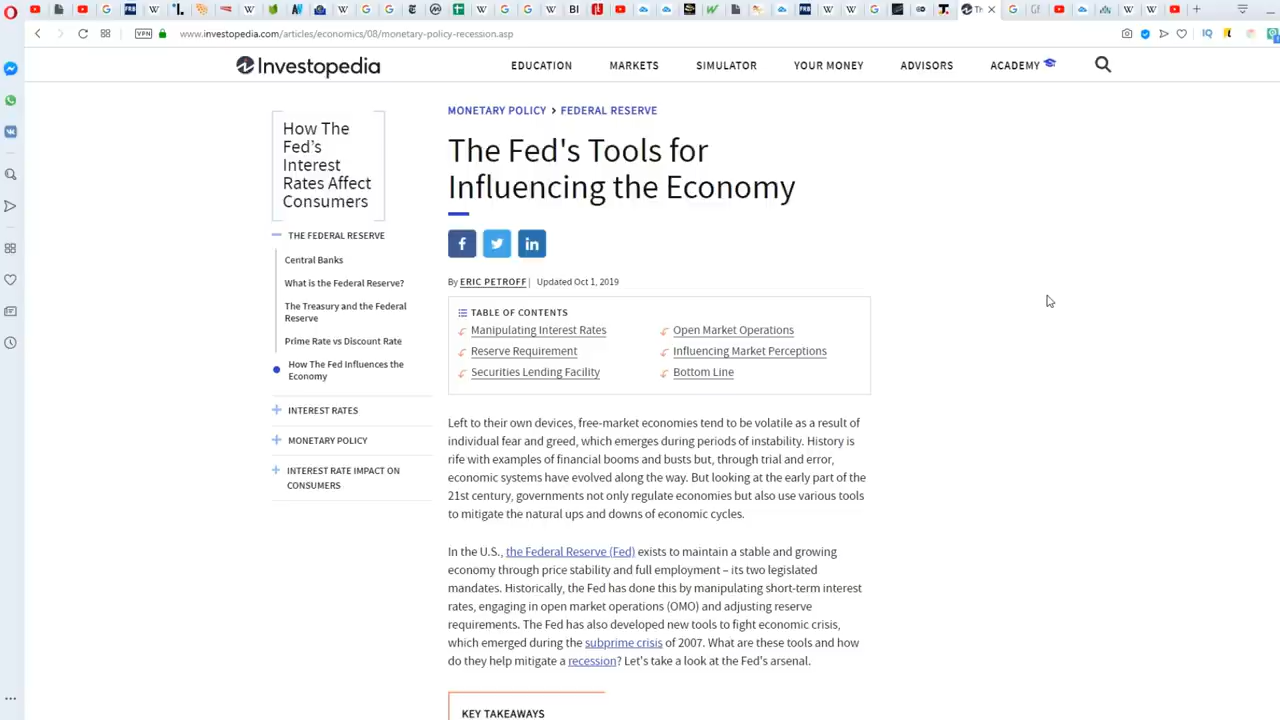 VPN
www.investopedia.com/articles/economics/08/monetary-policy-recession.asp
Investopedia
EDUCATION MARKETS SIMULATOR YOUR MONEY ADVISORS ACADEMY
How The
Fed's
Interest
Rates Affect
Consumers
THE FEDERAL RESERVE
Central Banks
What is the Federal Reserve?
The Treasury and the Federal
Reserve
Prime Rate vs Discount Rate
How The Fed Influences the
Economy
INTEREST RATES
MONETARY POLICY
INTEREST RATE IMPACT ON
CONSUMERS
MONETARY POLICY > FEDERAL RESERVE
The Fed's Tools for
Influencing the Economy
By ERIC PETROFF | Updated Oct 1, 2019
TABLE OF CONTENTS
Manipulating Interest Rates Open Market Operations
Reserve Requirement Influencing Market Perceptions
Securities Lending Facility Bottom Line
Left to their own devices, free-market economies tend to be volatile as a result of
individual fear and greed, which emerges during periods of instability. History is
rife with examples of financial booms and busts but, through trial and error,
economic systems have evolved along the way. But looking at the early part of the
21st century, governments not only regulate economies but also use various tools
to mitigate the natural ups and downs of economic cycles.
In the U.S., the Federal Reserve (Fed) exists to maintain a stable and growing
economy through price stability and full employment – its two legislated
mandates. Historically, the Fed has done this by manipulating short-term interest
rates, engaging in open market operations (OMO) and adjusting reserve
requirements. The Fed has also developed new tools to fight economic crisis,
which emerged during the subprime crisis of 2007. What are these tools and how
do they help mitigate a recession? Let's take a look at the Fed's arsenal.
KEY TAKEAWAYS